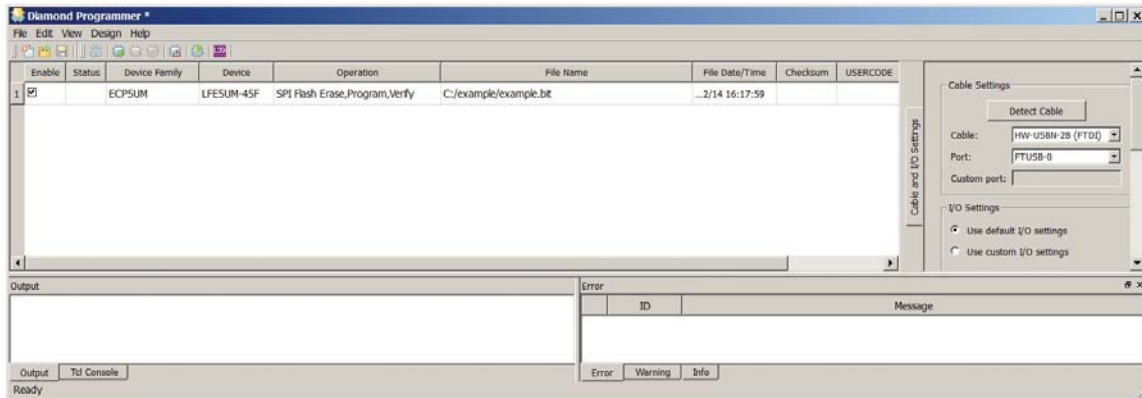 Diamond Programmer *
File Edit View Design Help
Enable Status Device Family Device Operation File Name File Date/Time Checksum USERCODE
1 ECP5UM LFE5UM-45F SPI Flash Erase,Program,Verify C:/example/example.bit ...2/14 16:17:59
Cable and I/O Settings
Cable Settings
Detect Cable
Cable: HW-USBN-2B (FTDI)
Port: FTUSB-0
Custom port:
I/O Settings
Use default I/O settings
Use custom I/O settings
Output
Output Tcl Console
Error
ID Message
Error Warning Info
Ready